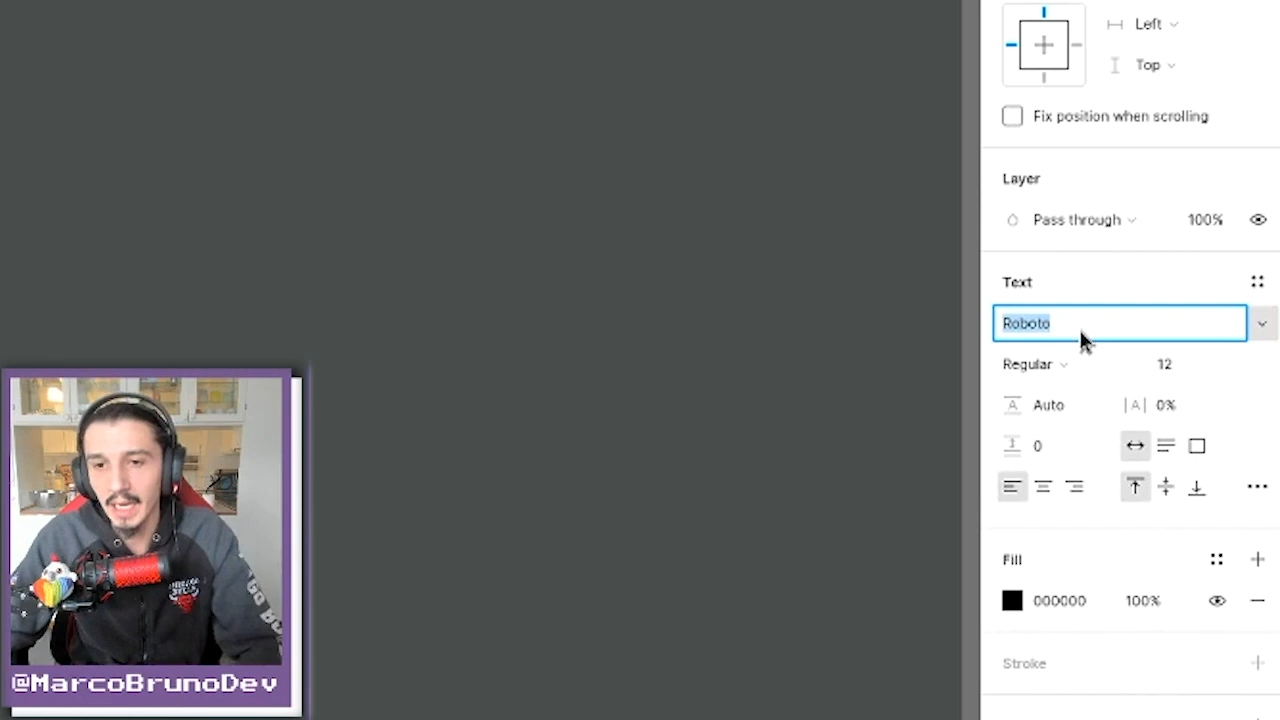 Left
Top
Fix position when scrolling
Layer
Pass through 100%
Text
Roboto
Regular 12
A Auto |A| 0%
0
Fill
000000 100%
Stroke
@MarcoBrunoDev